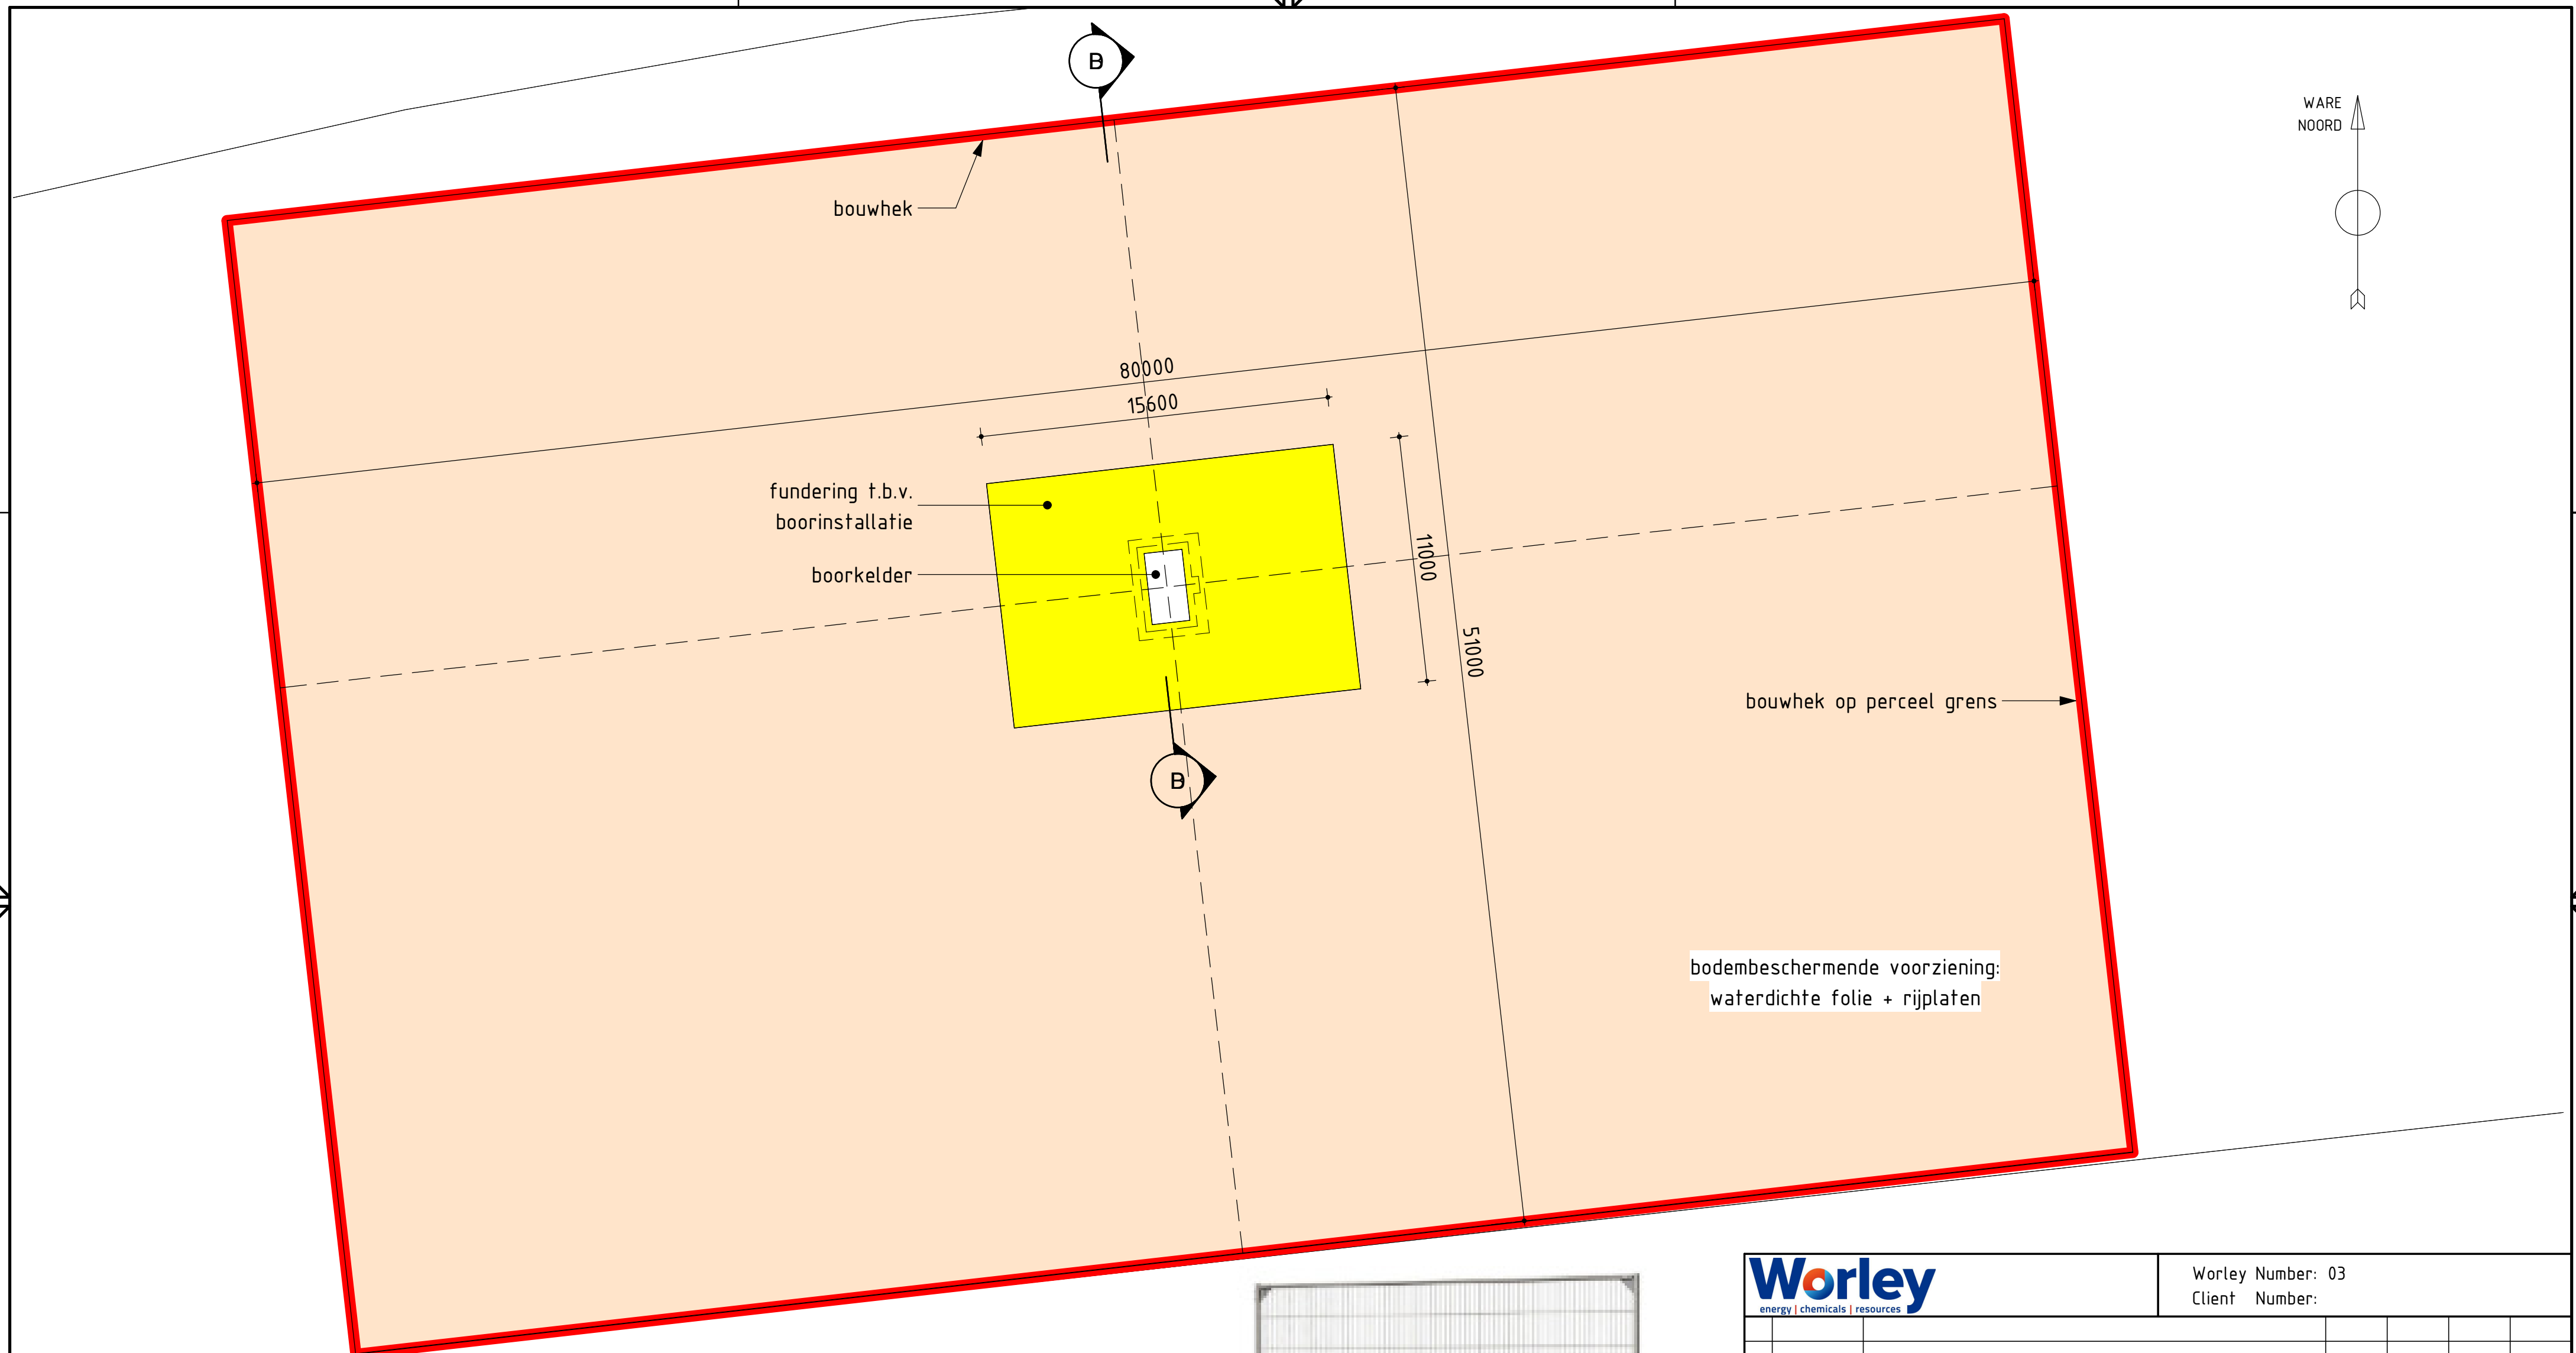 B
WARE
NOORD
bouwhek
80000
15600
fundering t.b.v.
boorinstallatie
11000
boorkelder
51000
bouwhek op perceel grens
B
bodembeschermende voorziening:
waterdichte folie + rijplaten
Worley
energy | chemicals | resources
Worley Number: 03
Client Number: